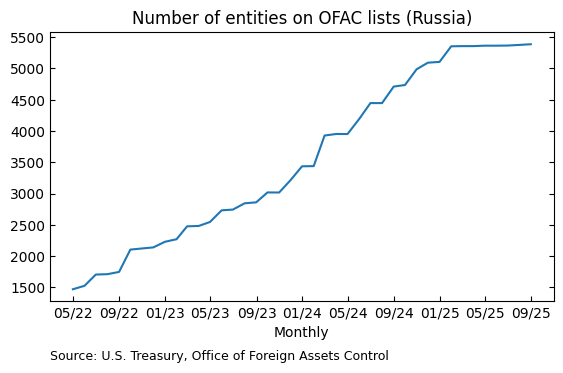 Number of entities on OFAC lists (Russia)
5500
5000
4500
4000
3500
3000
2500
2000
1500
05/22 09/22 01/23 05/23 09/23 01/24 05/24 09/24 01/25 05/25 09/25
Monthly
Source: U.S. Treasury, Office of Foreign Assets Control